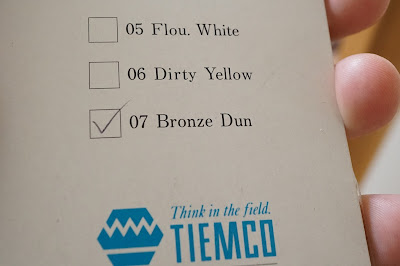 05 Flou. White
06 Dirty Yellow
07 Bronze Dun
Think in the field.
TIEMCO